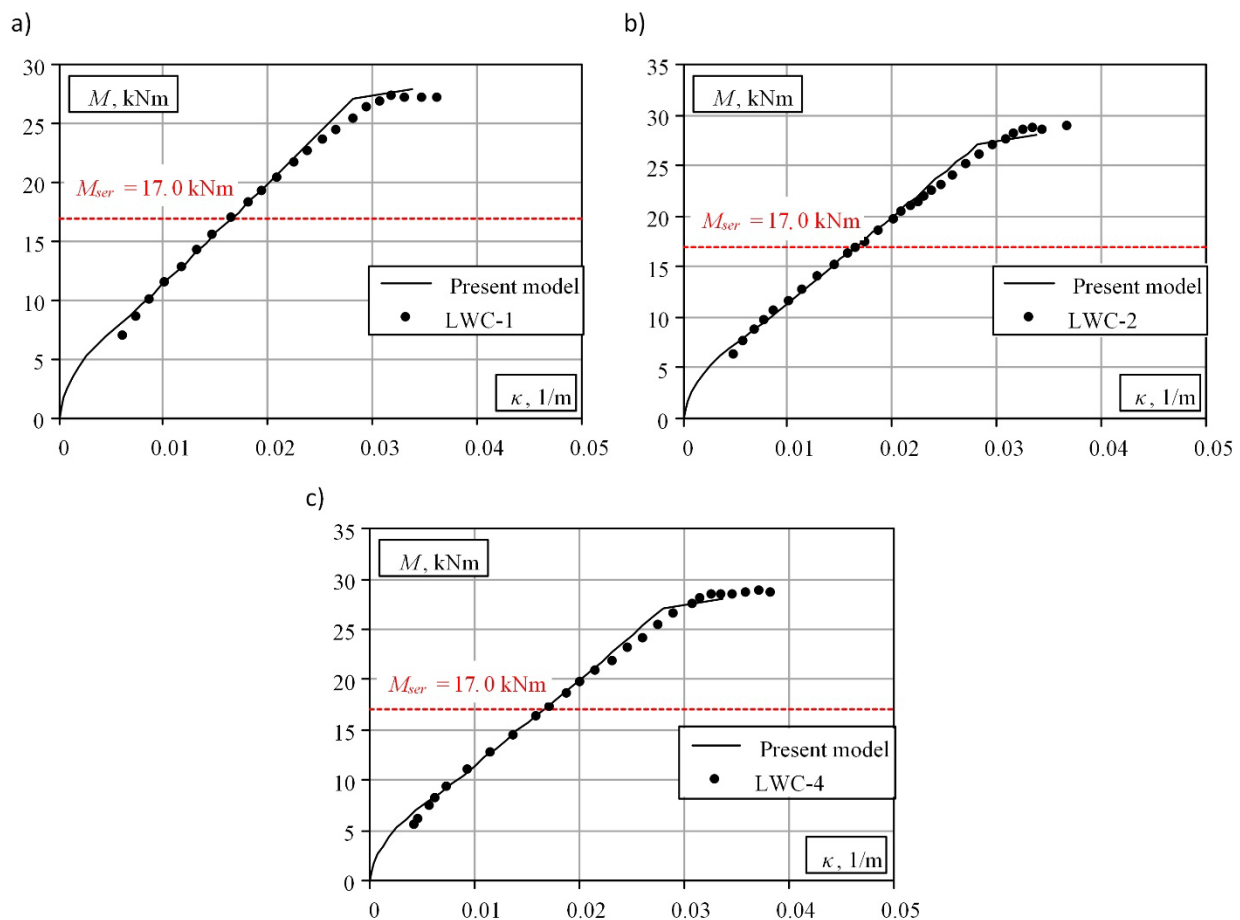 a)
30
M, kNm
25
20
Mser = 17.0 kNm
15
10
Present model
LWC-1
5
κ, 1/m
0
0 0.01 0.02 0.03 0.04 0.05
b)
35
M, kNm
30
25
20
Mser = 17.0 kNm
15
10
Present model
LWC-2
5
κ, 1/m
0
0 0.01 0.02 0.03 0.04 0.05
c)
35
M, kNm
30
25
20
Mser = 17.0 kNm
15
10
Present model
LWC-4
5
κ, 1/m
0
0 0.01 0.02 0.03 0.04 0.05